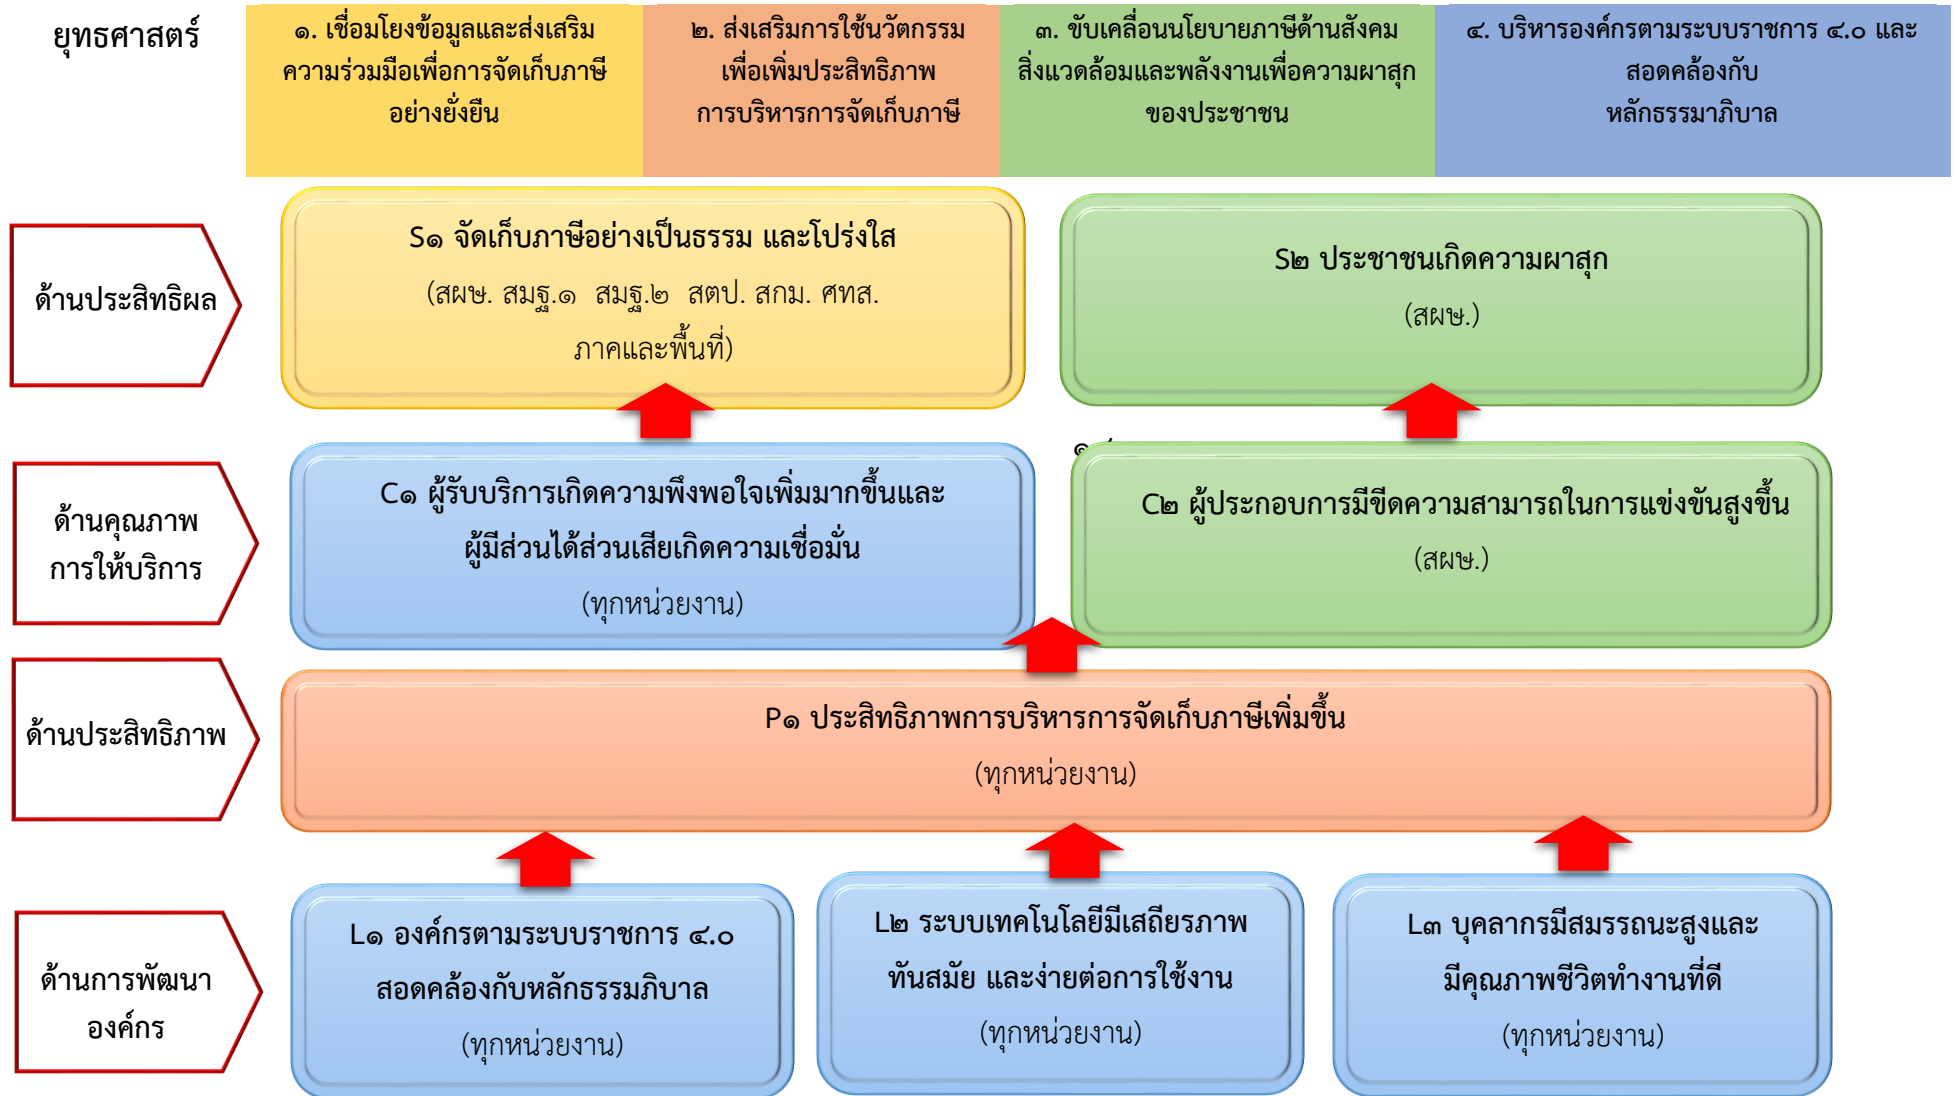 ยุทธศาสตร์
๑. เชื่อมโยงข้อมูลและส่งเสริม
ความร่วมมือเพื่อการจัดเก็บภาษี
อย่างยั่งยืน
๒. ส่งเสริมการใช้นวัตกรรม
เพื่อเพิ่มประสิทธิภาพ
การบริหารการจัดเก็บภาษี
๓. ขับเคลื่อนนโยบายภาษีด้านสังคม
สิ่งแวดล้อมและพลังงานเพื่อความผาสุก
ของประชาชน
๔. บริหารองค์กรตามระบบราชการ ๔.๐ และ
สอดคล้องกับ
หลักธรรมาภิบาล
ด้านประสิทธิผล
S๑ จัดเก็บภาษีอย่างเป็นธรรม และโปร่งใส
(สผษ. สมฐ.๑ สมฐ.๒ สตป. สกม. ศทส.
ภาคและพื้นที่)
S๒ ประชาชนเกิดความผาสุก
(สผษ.)
ด้านคุณภาพ
การให้บริการ
C๑ ผู้รับบริการเกิดความพึงพอใจเพิ่มมากขึ้นและ
ผู้มีส่วนได้ส่วนเสียเกิดความเชื่อมั่น
(ทุกหน่วยงาน)
C๒ ผู้ประกอบการมีขีดความสามารถในการแข่งขันสูงขึ้น
(สผษ.)
ด้านประสิทธิภาพ
P๑ ประสิทธิภาพการบริหารการจัดเก็บภาษีเพิ่มขึ้น
(ทุกหน่วยงาน)
ด้านการพัฒนา
องค์กร
L๑ องค์กรตามระบบราชการ ๔.๐
สอดคล้องกับหลักธรรมภิบาล
(ทุกหน่วยงาน)
L๒ ระบบเทคโนโลยีมีเสถียรภาพ
ทันสมัย และง่ายต่อการใช้งาน
(ทุกหน่วยงาน)
L๓ บุคลากรมีสมรรถนะสูงและ
มีคุณภาพชีวิตทำงานที่ดี
(ทุกหน่วยงาน)